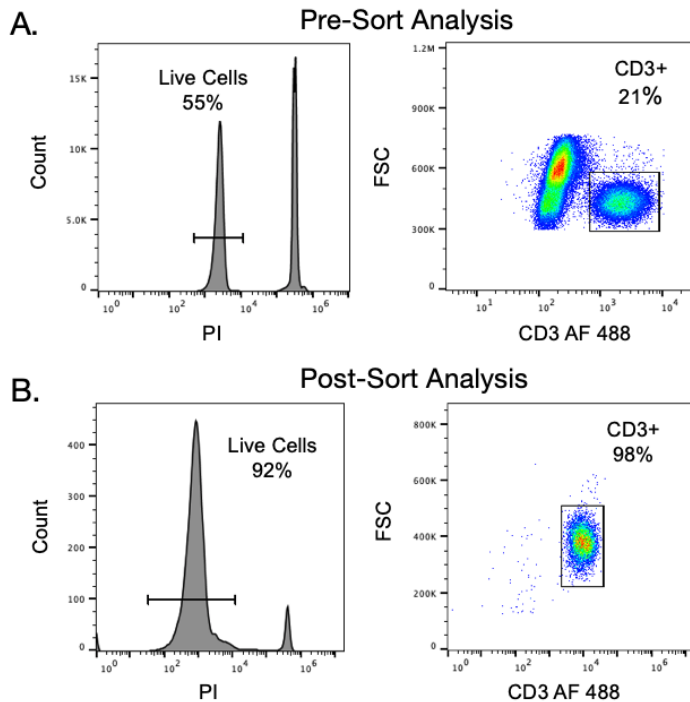 A.
Pre-Sort Analysis
Live Cells
55%
15K
10K
5.0K
0
Count
10^0
10^2
10^4
10^6
PI
CD3+
21%
1.2M
900K
600K
300K
0
FSC
10^1
10^2
10^3
10^4
CD3 AF 488
B.
Post-Sort Analysis
Live Cells
92%
400
300
200
100
0
Count
10^0
10^2
10^4
10^6
PI
CD3+
98%
800K
600K
400K
200K
0
FSC
10^0
10^2
10^4
10^6
CD3 AF 488